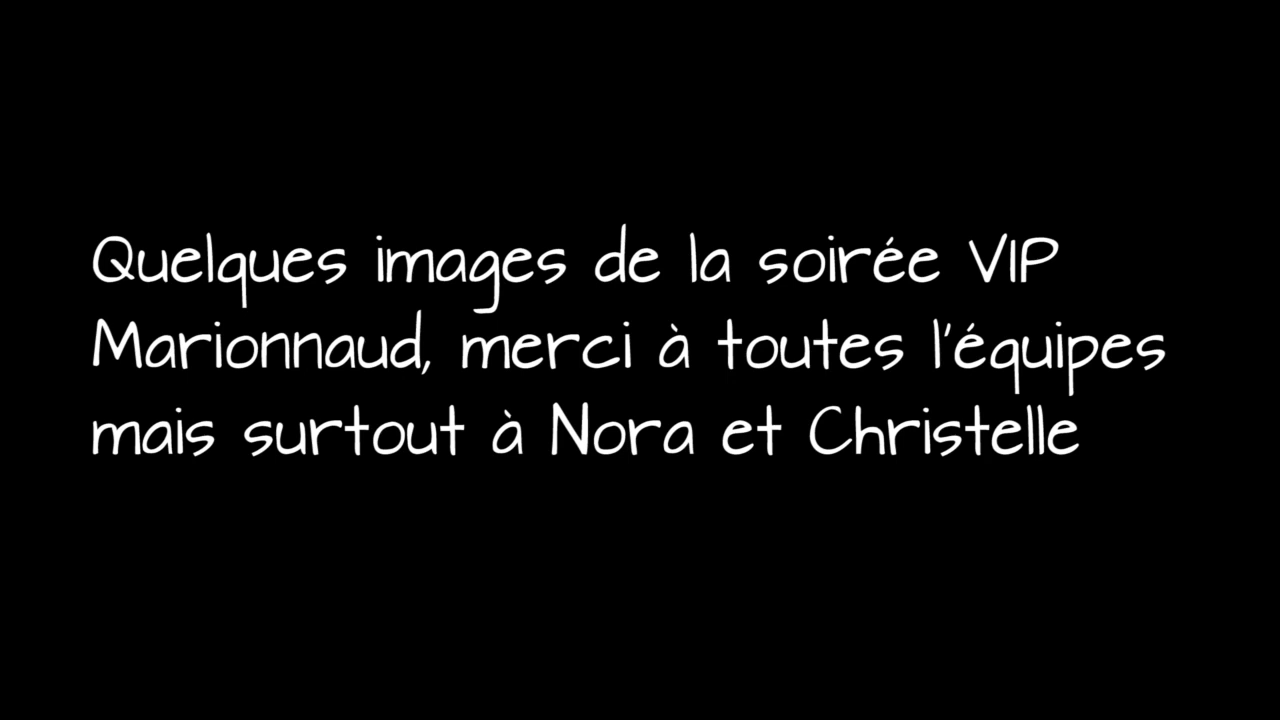 Quelques images de la soirée VIP
Marionnaud, merci à toutes l'équipes
mais surtout à Nora et Christelle